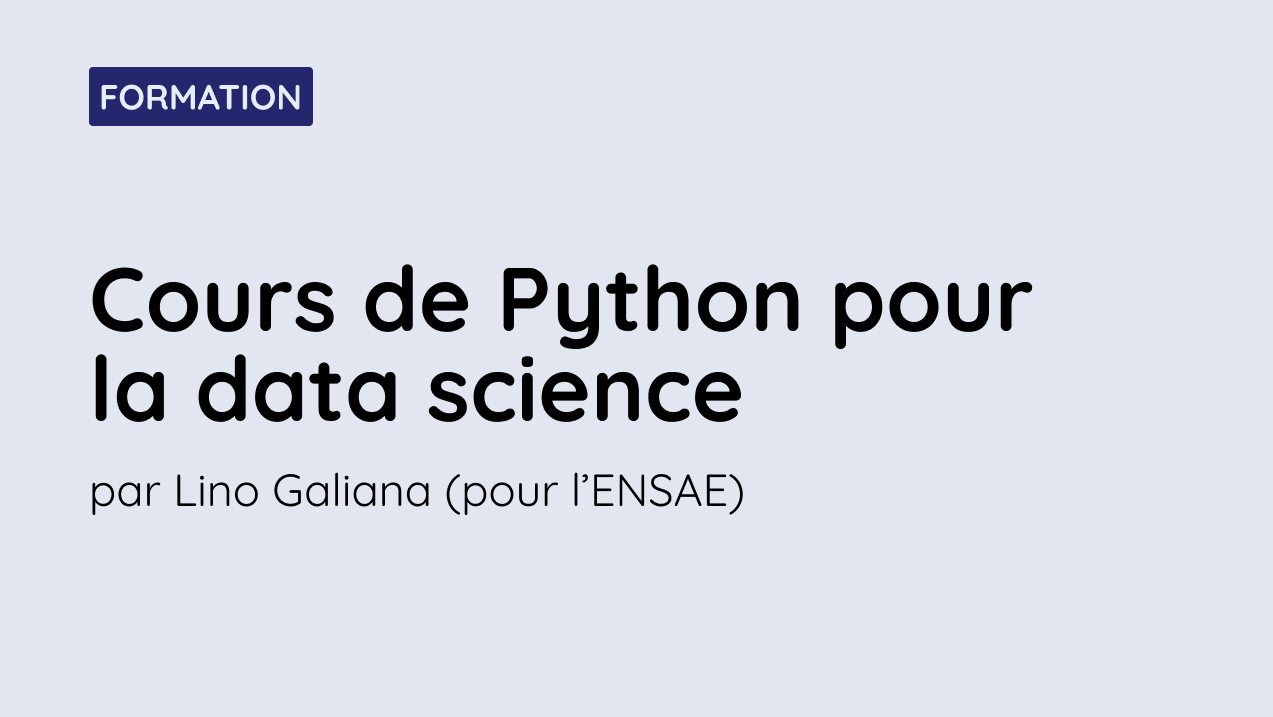 FORMATION
Cours de Python pour
la data science
par Lino Galiana (pour l’ENSAE)